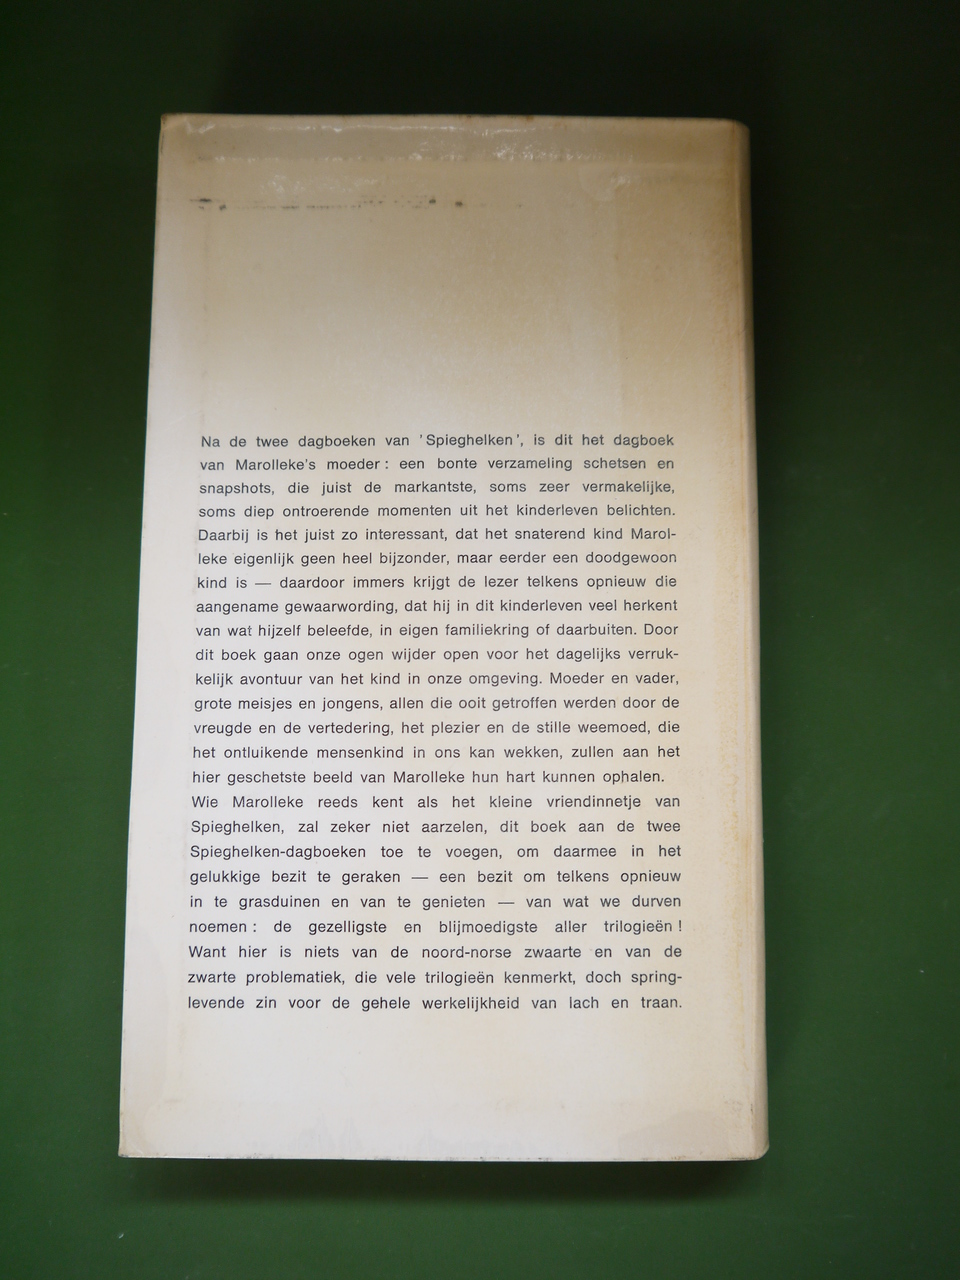 Na de twee dagboeken van 'Spieghelken', is dit het dagboek
van Marolleke's moeder : een bonte verzameling schetsen en
snapshots, die juist de markantste, soms zeer vermakelijke,
soms diep ontroerende momenten uit het kinderleven belichten.
Daarbij is het juist zo interessant, dat het snaterend kind Marol-
leke eigenlijk geen heel bijzonder, maar eerder een doodgewoon
kind is — daardoor immers krijgt de lezer telkens opnieuw die
aangename gewaarwording, dat hij in dit kinderleven veel herkent
van wat hijzelf beleefde, in eigen familiekring of daarbuiten. Door
dit boek gaan onze ogen wijder open voor het dagelijks verruk-
kelijk avontuur van het kind in onze omgeving. Moeder en vader,
grote meisjes en jongens, allen die ooit getroffen werden door de
vreugde en de vertedering, het plezier en de stille weemoed, die
het ontluikende mensenkind in ons kan wekken, zullen aan het
hier geschetste beeld van Marolleke hun hart kunnen ophalen.
Wie Marolleke reeds kent als het kleine vriendinnetje van
Spieghelken, zal zeker niet aarzelen, dit boek aan de twee
Spieghelken-dagboeken toe te voegen, om daarmee in het
gelukkige bezit te geraken — een bezit om telkens opnieuw
in te grasduinen en van te genieten — van wat we durven
noemen : de gezelligste en blijmoedigste aller trilogieën !
Want hier is niets van de noord-norse zwaarte en van de
zwarte problematiek, die vele trilogieën kenmerkt, doch spring-
levende zin voor de gehele werkelijkheid van lach en traan.